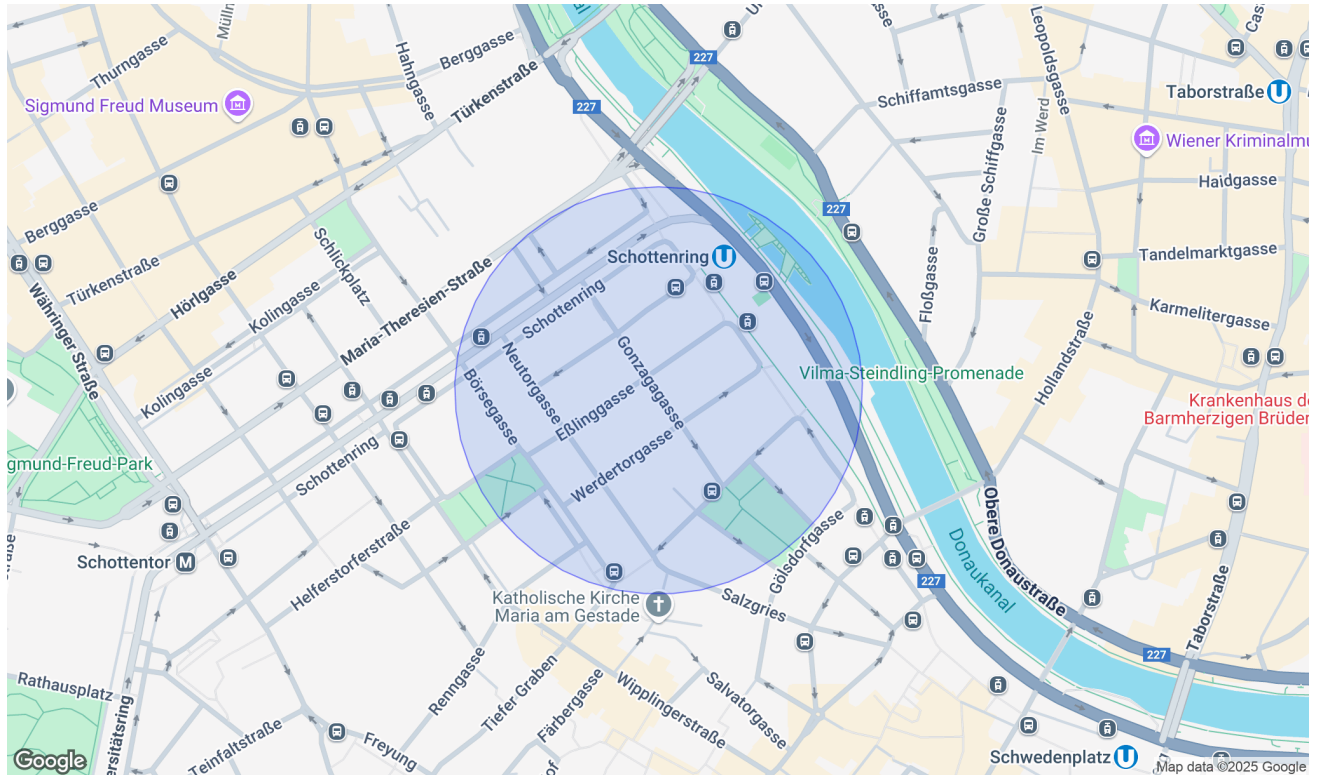 Thurngasse
Hahngasse
Berggasse
227
Leopoldsgasse
Sigmund Freud Museum
Türkenstraße
227
Schiffamtsgasse
Im Werd
Taborstraße
Wiener Kriminalmu
Haidgasse
Berggasse
227
Große Schiffgasse
Türkenstraße
Schlickplatz
Schottenring
Tandelmarktgasse
Hörlgasse
Kolingasse
Maria-Theresien-Straße
Schottenring
Floßgasse
Karmelitergasse
Währinger Straße
Kolingasse
Neutorgasse
Gonzagagasse
Hollandstraße
Vilma-Steindling-Promenade
Börsegasse
Eßlinggasse
Krankenhaus de
Barmherzigen Brüder
gmund-Freud-Park
Schottenring
Werdertorgasse
Obere Donaustraße
Donaukanal
Gölsdorfgasse
Schottentor
M
Helferstorferstraße
227
Katholische Kirche
Maria am Gestade
Salzgries
Taborstraße
227
Rathausplatz
Renngasse
Tiefer Graben
Färbergasse
Wipplingerstraße
Salvatorgasse
ersitätsring
Teinfaltstraße
Freyung
of
Schwedenplatz
Google
Map data ©2025 Google